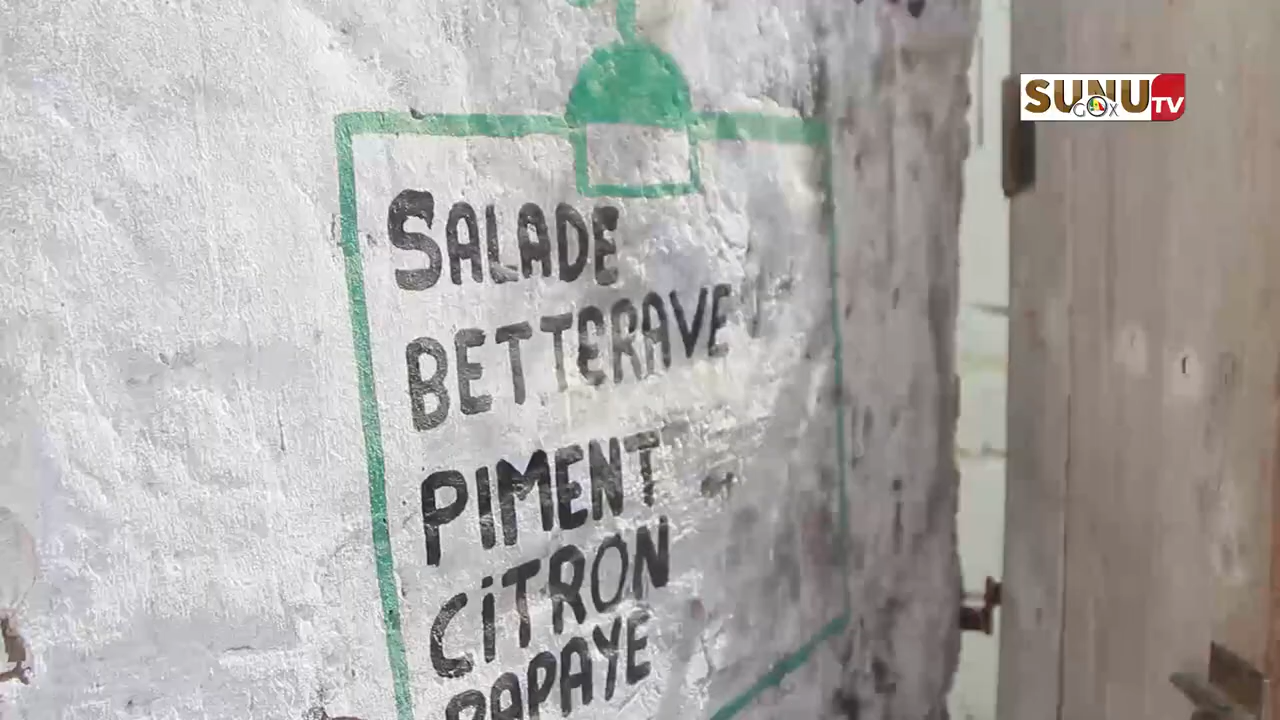 SUNU
GOX
TV
SALADE
BETTERAVE
PIMENT
CiTRON
PAPAYE